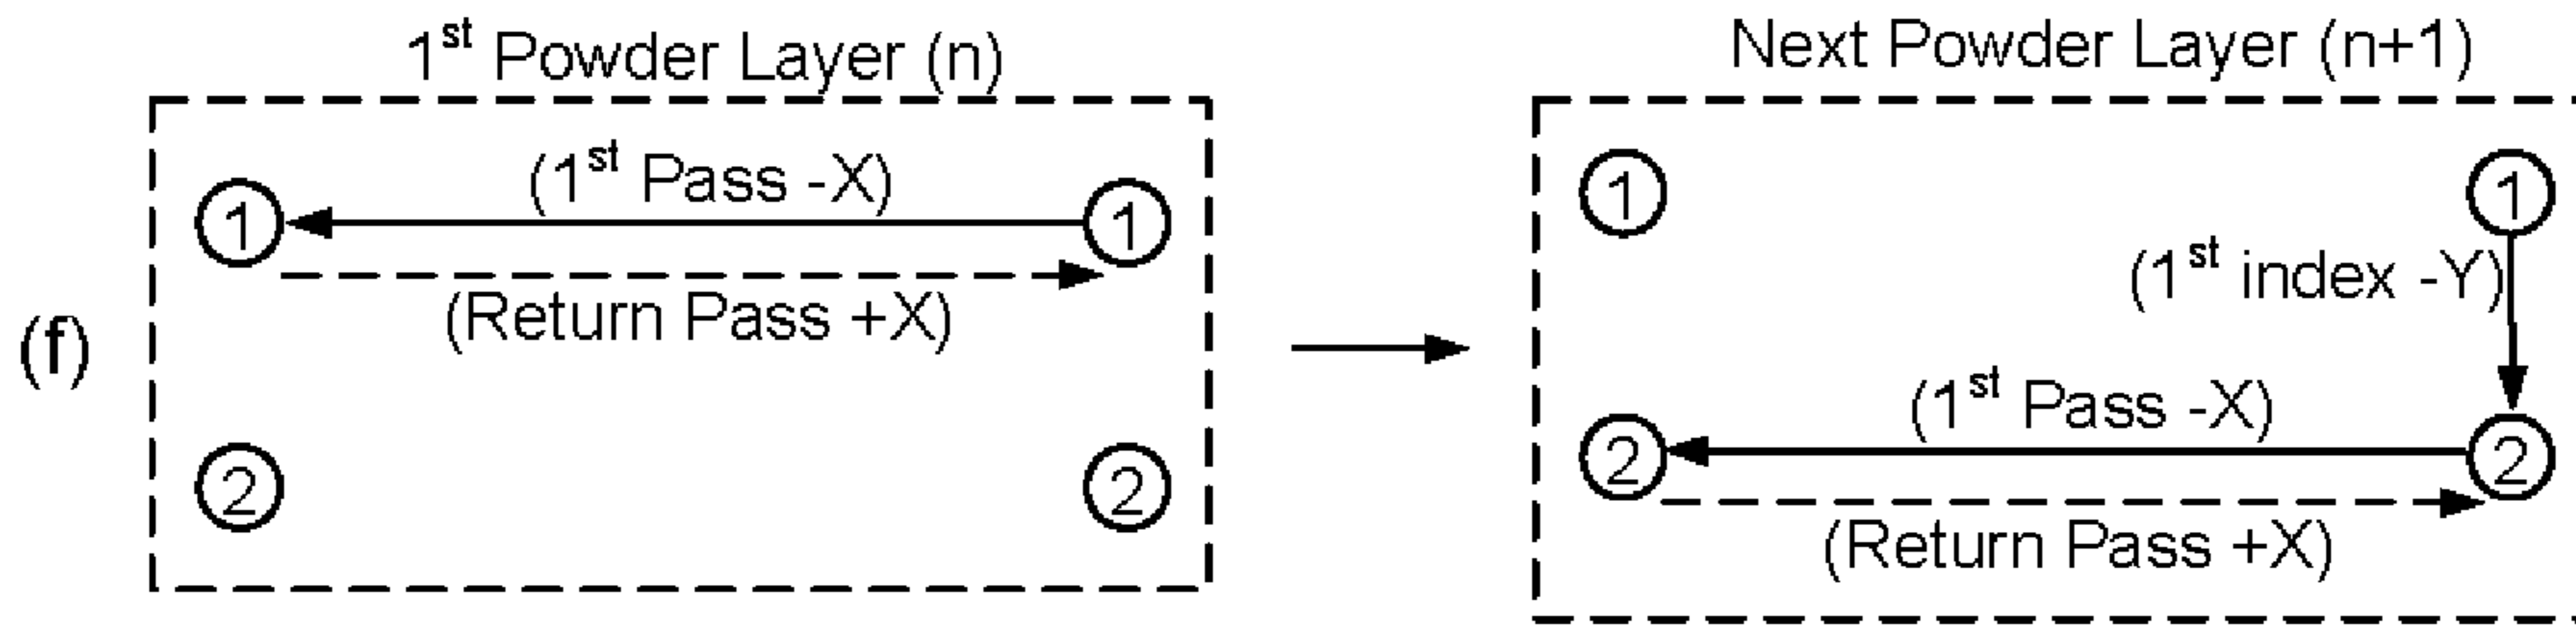 1st Powder Layer (n)
(1st Pass -X)
1
1
(Return Pass +X)
2
2
(f)
Next Powder Layer (n+1)
1
1
(1st index -Y)
(1st Pass -X)
2
2
(Return Pass +X)